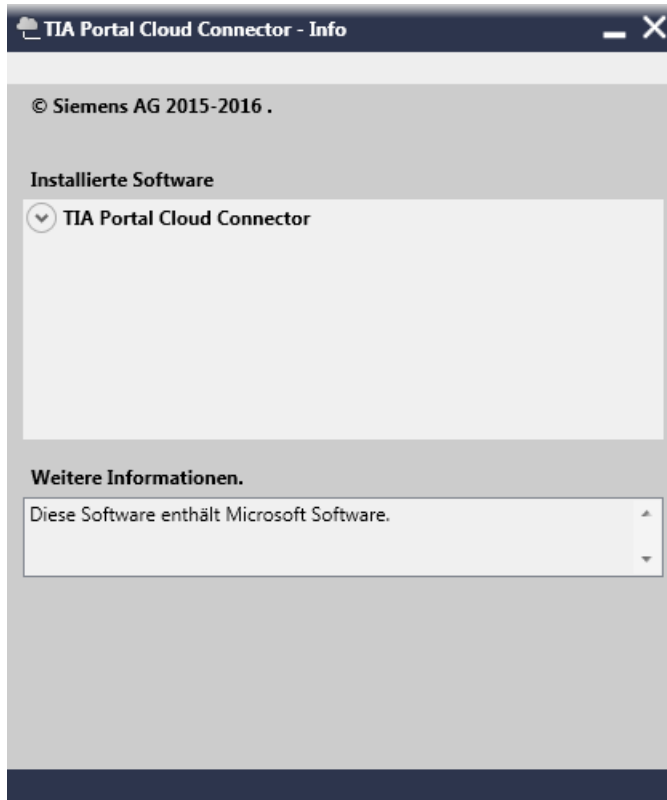 TIA Portal Cloud Connector - Info
© Siemens AG 2015-2016 .
Installierte Software
TIA Portal Cloud Connector
Weitere Informationen.
Diese Software enthält Microsoft Software.